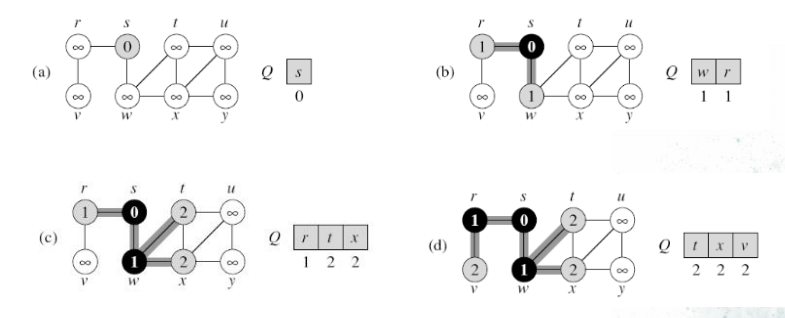 r s t u
(a) ∞ 0 ∞ ∞ Q s
∞ ∞ ∞ ∞ 0
v w x y
r s t u
(b) 1 0 ∞ ∞ Q w r
∞ 1 ∞ ∞ 1 1
v w x y
r s t u
(c) 1 0 2 ∞ Q r t x
∞ 1 2 ∞ 1 2 2
v w x y
r s t u
(d) 1 0 2 ∞ Q t x v
2 1 2 ∞ 2 2 2
v w x y